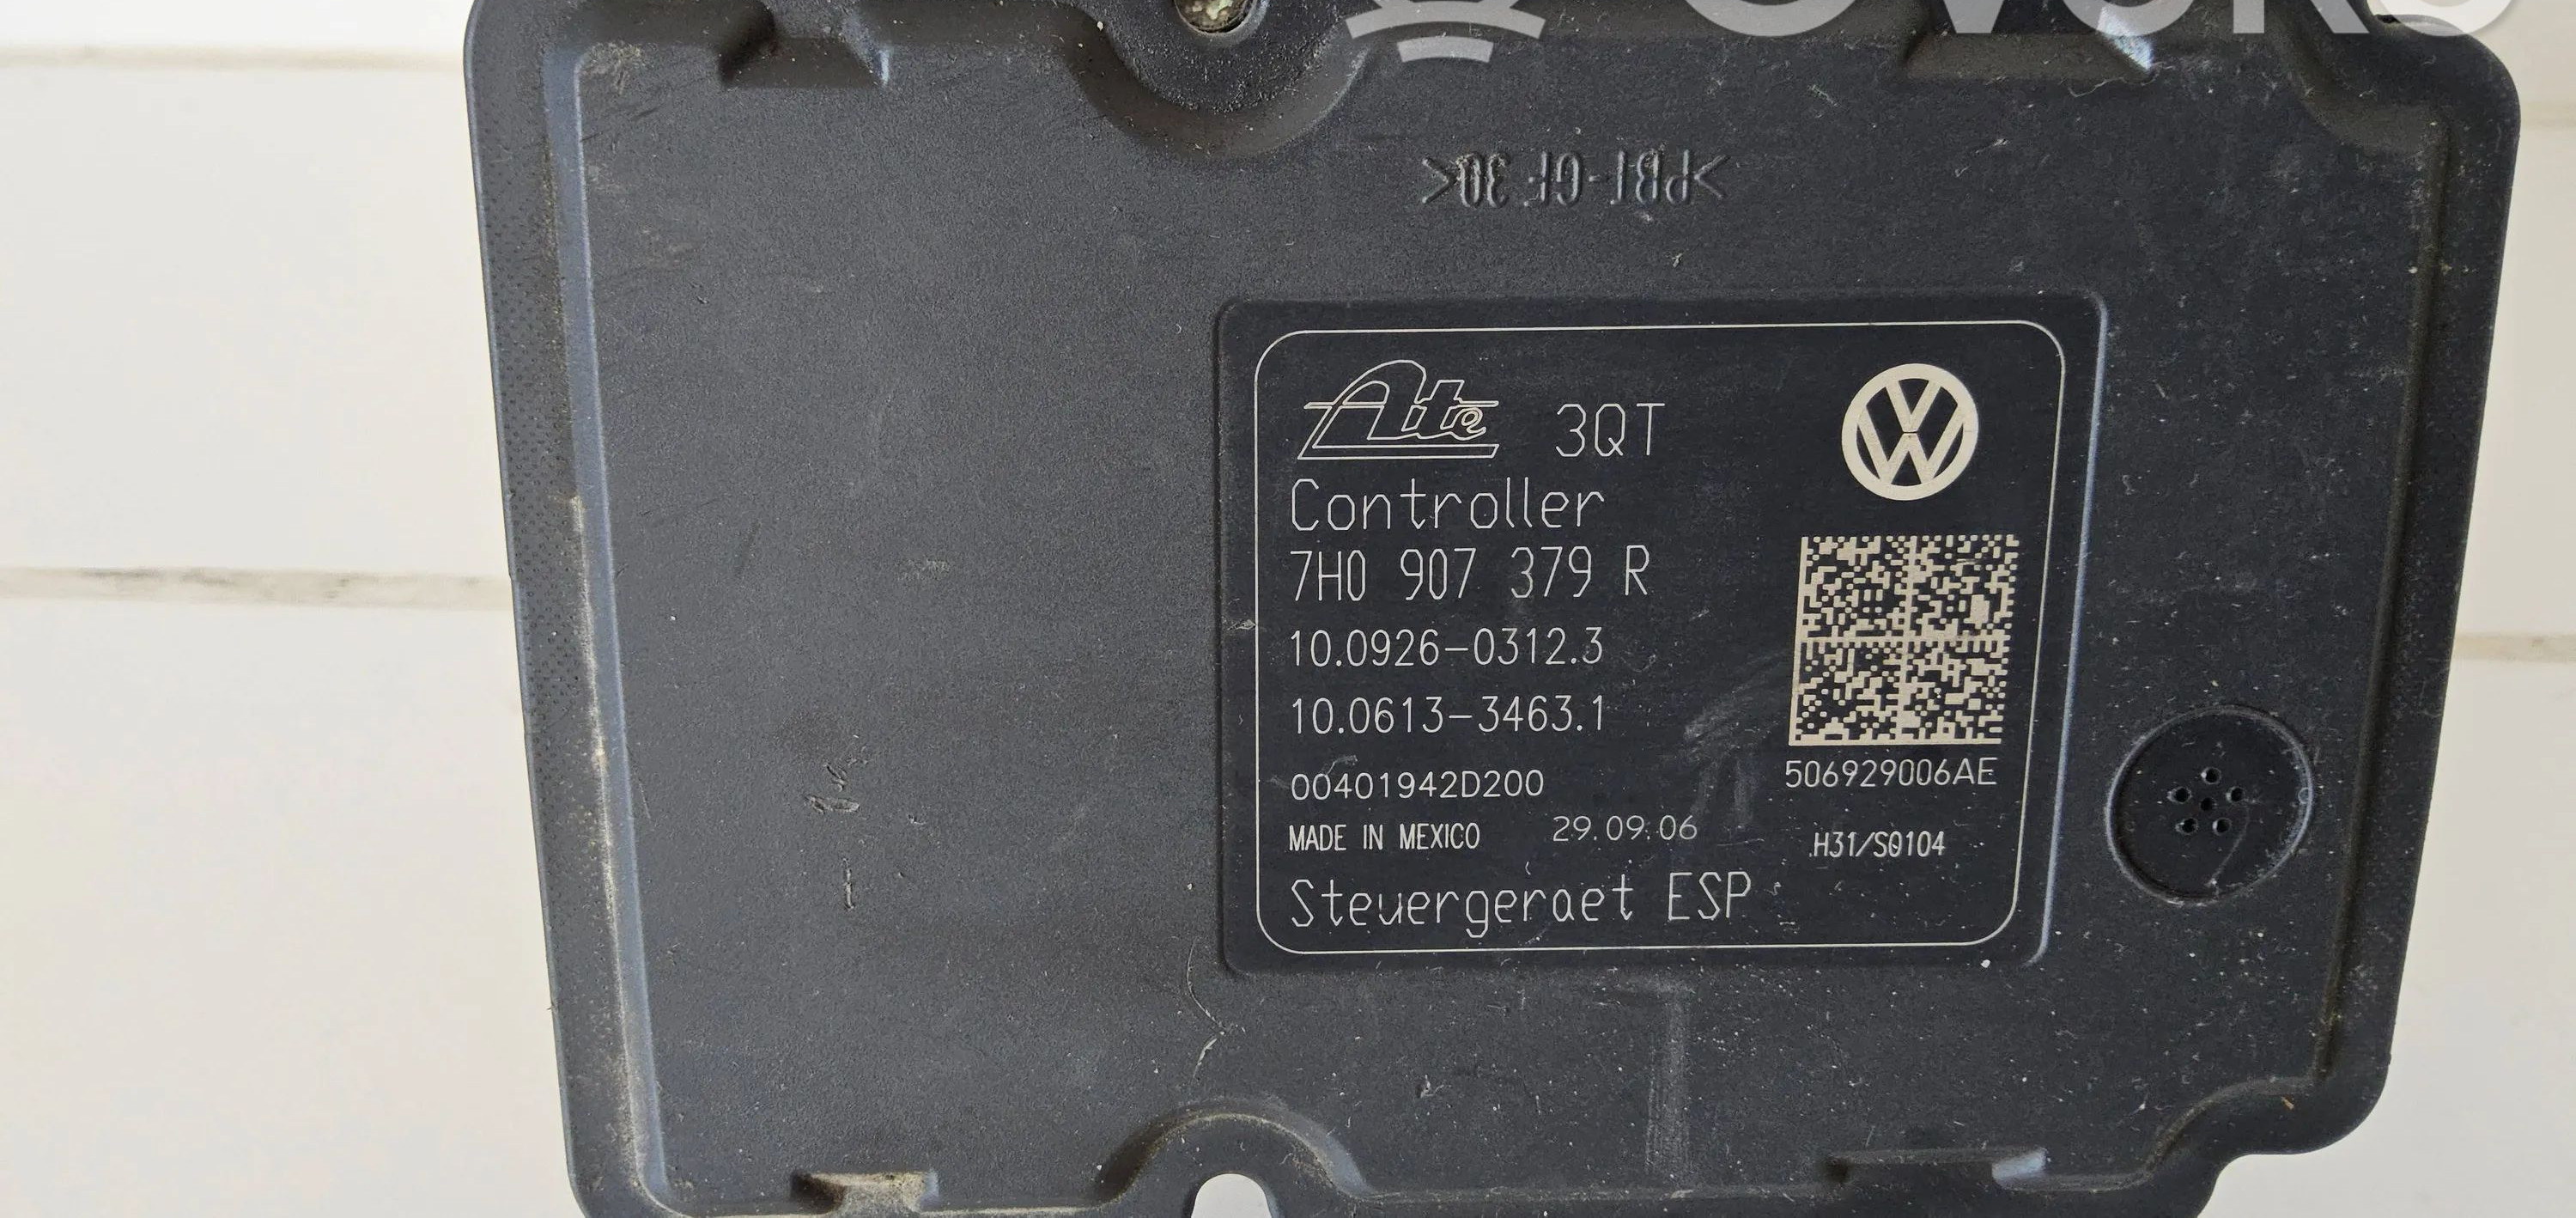 >PBT-GF 30<
Ate 3QT
Controller
7H0 907 379 R
10.0926-0312.3
10.0613-3463.1
00401942D200
506929006AE
MADE IN MEXICO 29.09.06
H31/S0104
Steuergeraet ESP